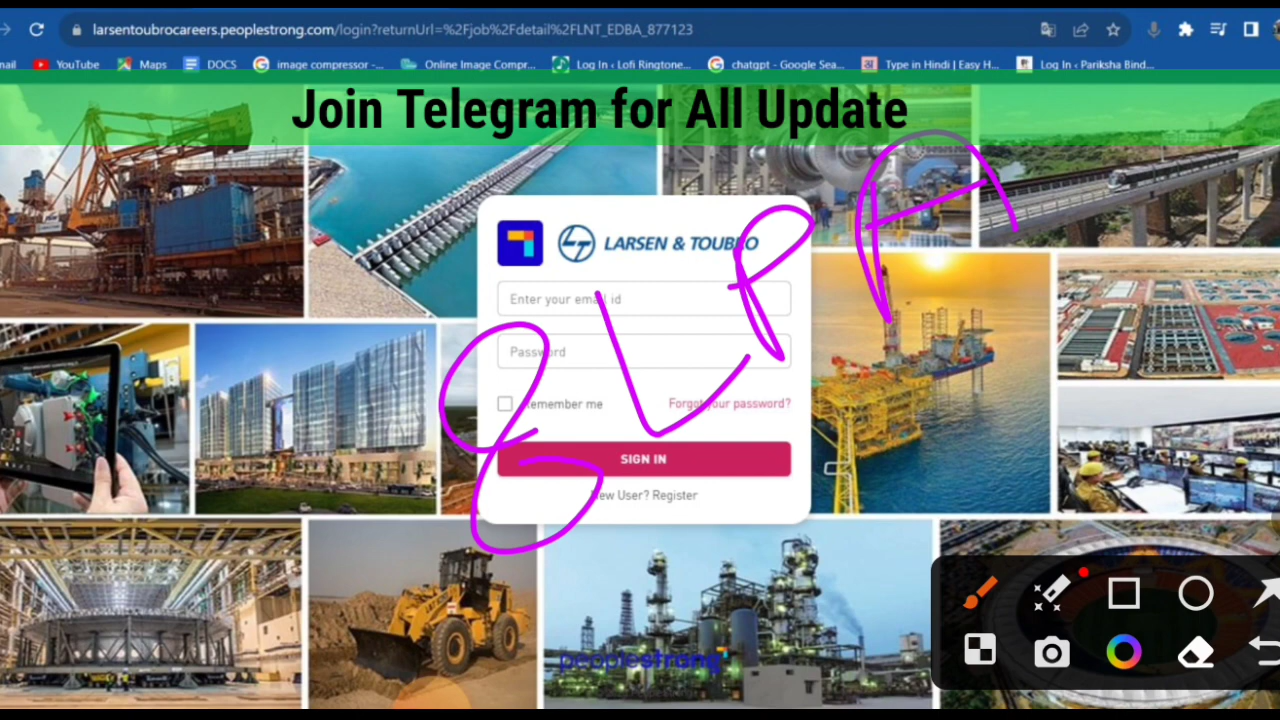 larsentoubrocareers.peoplestrong.com/login?returnUrl=%2Fjob%2Fdetail%2FLNT_EDBA_877123
mail YouTube Maps DOCS image compressor -... Online Image Compr... Log In ‹ Lofi Ringtone... chatgpt - Google Sea... Type in Hindi | Easy H... Log In ‹ Pariksha Bind...
Join Telegram for All Update
LARSEN & TOUBRO
Enter your email id
Password
Remember me Forgot your password?
SIGN IN
New User? Register
peoplestrong